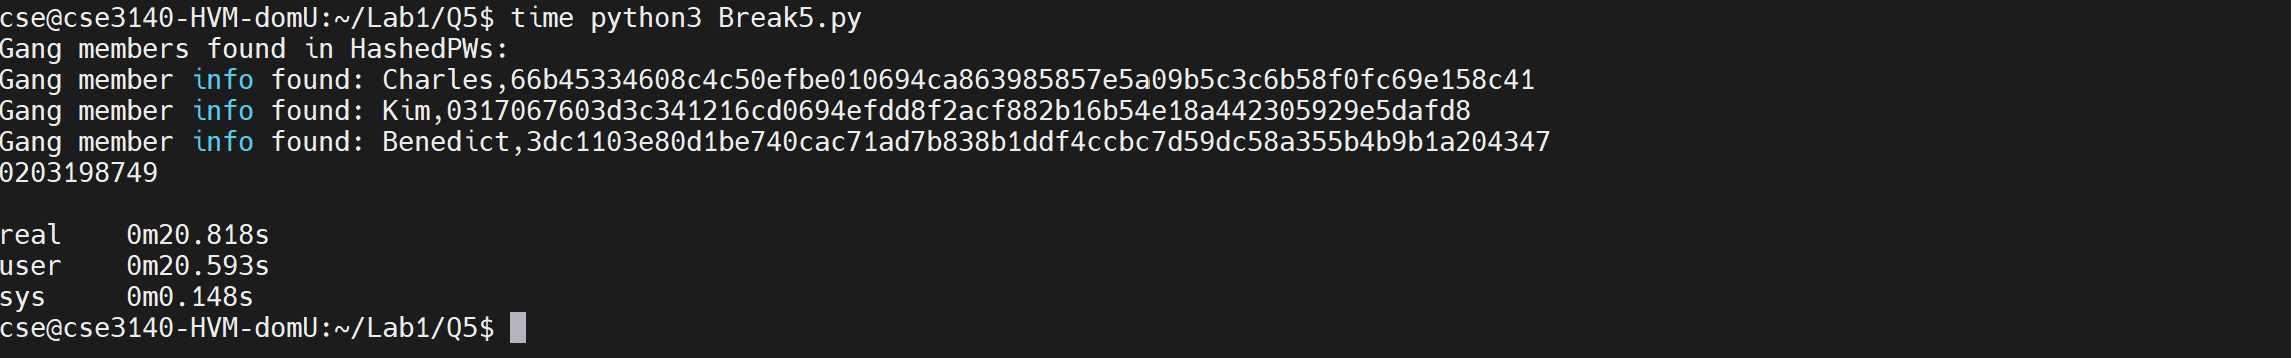 cse@cse3140-HVM-domU:~/Lab1/Q5$ time python3 Break5.py
Gang members found in HashedPWs:
Gang member info found: Charles,66b45334608c4c50efbe010694ca863985857e5a09b5c3c6b58f0fc69e158c41
Gang member info found: Kim,0317067603d3c341216cd0694efdd8f2acf882b16b54e18a442305929e5dafd8
Gang member info found: Benedict,3dc1103e80d1be740cac71ad7b838b1ddf4ccbc7d59dc58a355b4b9b1a204347
0203198749
real 0m20.818s
user 0m20.593s
sys 0m0.148s
cse@cse3140-HVM-domU:~/Lab1/Q5$